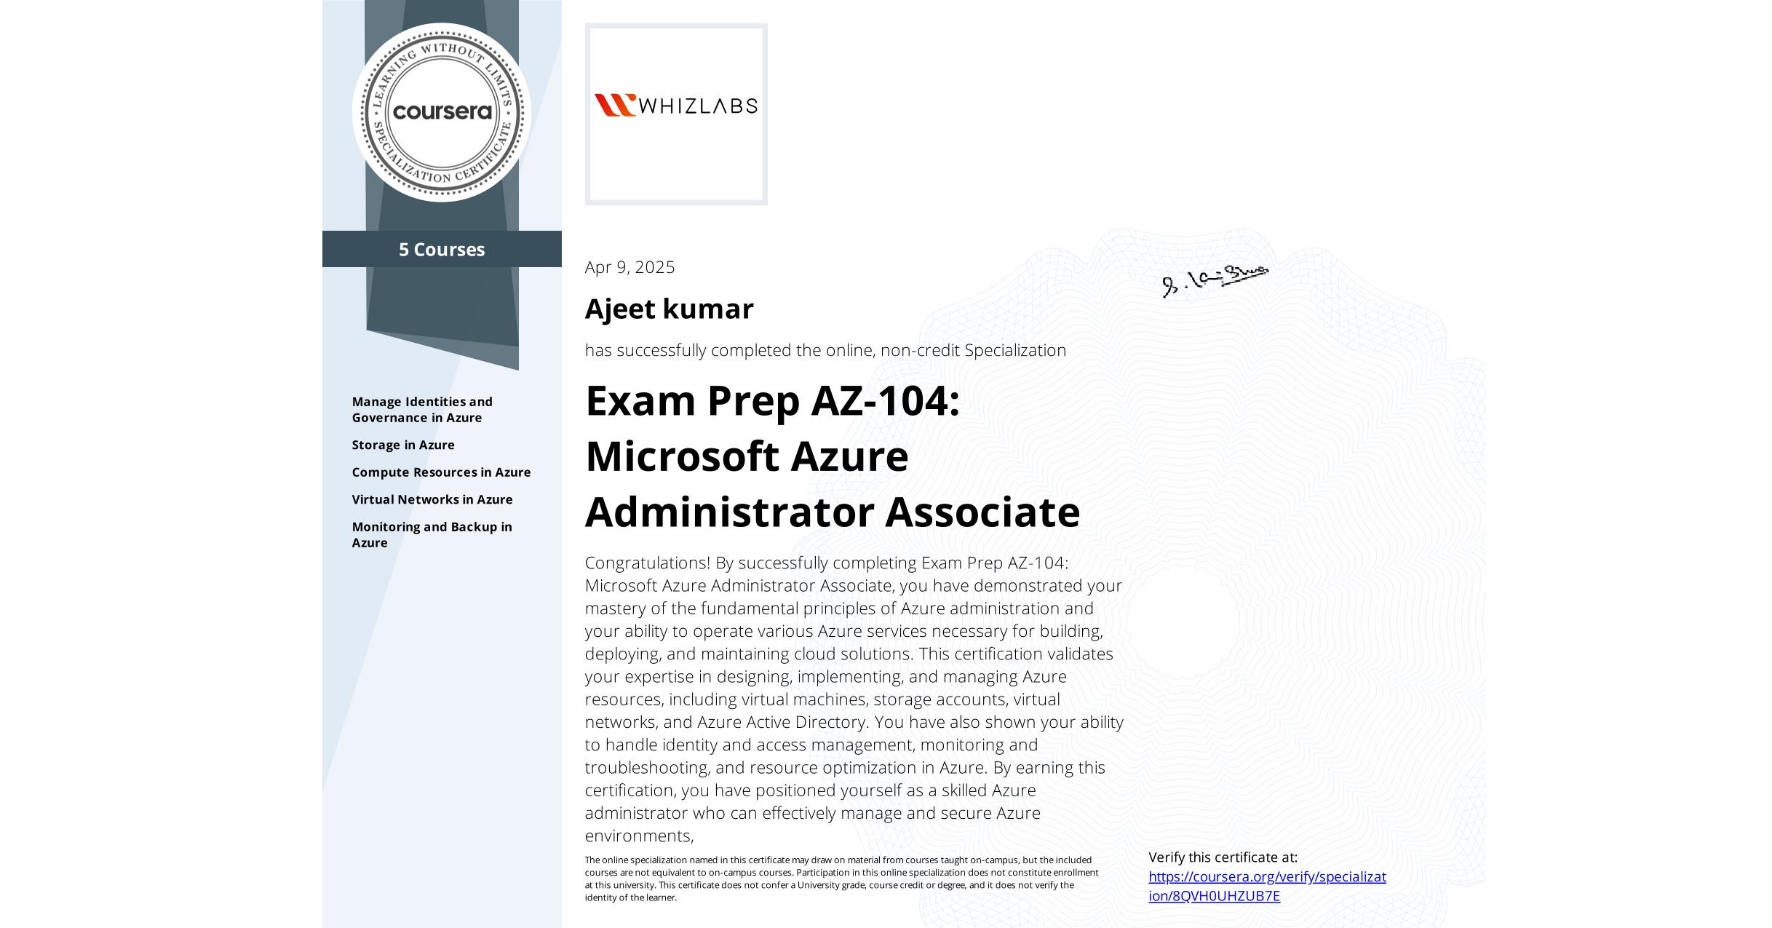 LEARNING WITHOUT LIMITS
coursera
SPECIALIZATION CERTIFICATE
WHIZLABS
5 Courses
Manage Identities and
Governance in Azure
Storage in Azure
Compute Resources in Azure
Virtual Networks in Azure
Monitoring and Backup in
Azure
Apr 9, 2025
Ajeet kumar
has successfully completed the online, non-credit Specialization
Exam Prep AZ-104:
Microsoft Azure
Administrator Associate
Congratulations! By successfully completing Exam Prep AZ-104:
Microsoft Azure Administrator Associate, you have demonstrated your
mastery of the fundamental principles of Azure administration and
your ability to operate various Azure services necessary for building,
deploying, and maintaining cloud solutions. This certification validates
your expertise in designing, implementing, and managing Azure
resources, including virtual machines, storage accounts, virtual
networks, and Azure Active Directory. You have also shown your ability
to handle identity and access management, monitoring and
troubleshooting, and resource optimization in Azure. By earning this
certification, you have positioned yourself as a skilled Azure
administrator who can effectively manage and secure Azure
environments,
The online specialization named in this certificate may draw on material from courses taught on-campus, but the included
courses are not equivalent to on-campus courses. Participation in this online specialization does not constitute enrollment
at this university. This certificate does not confer a University grade, course credit or degree, and it does not verify the
identity of the learner.
Verify this certificate at:
https://coursera.org/verify/specializat
ion/8QVH0UHZUB7E